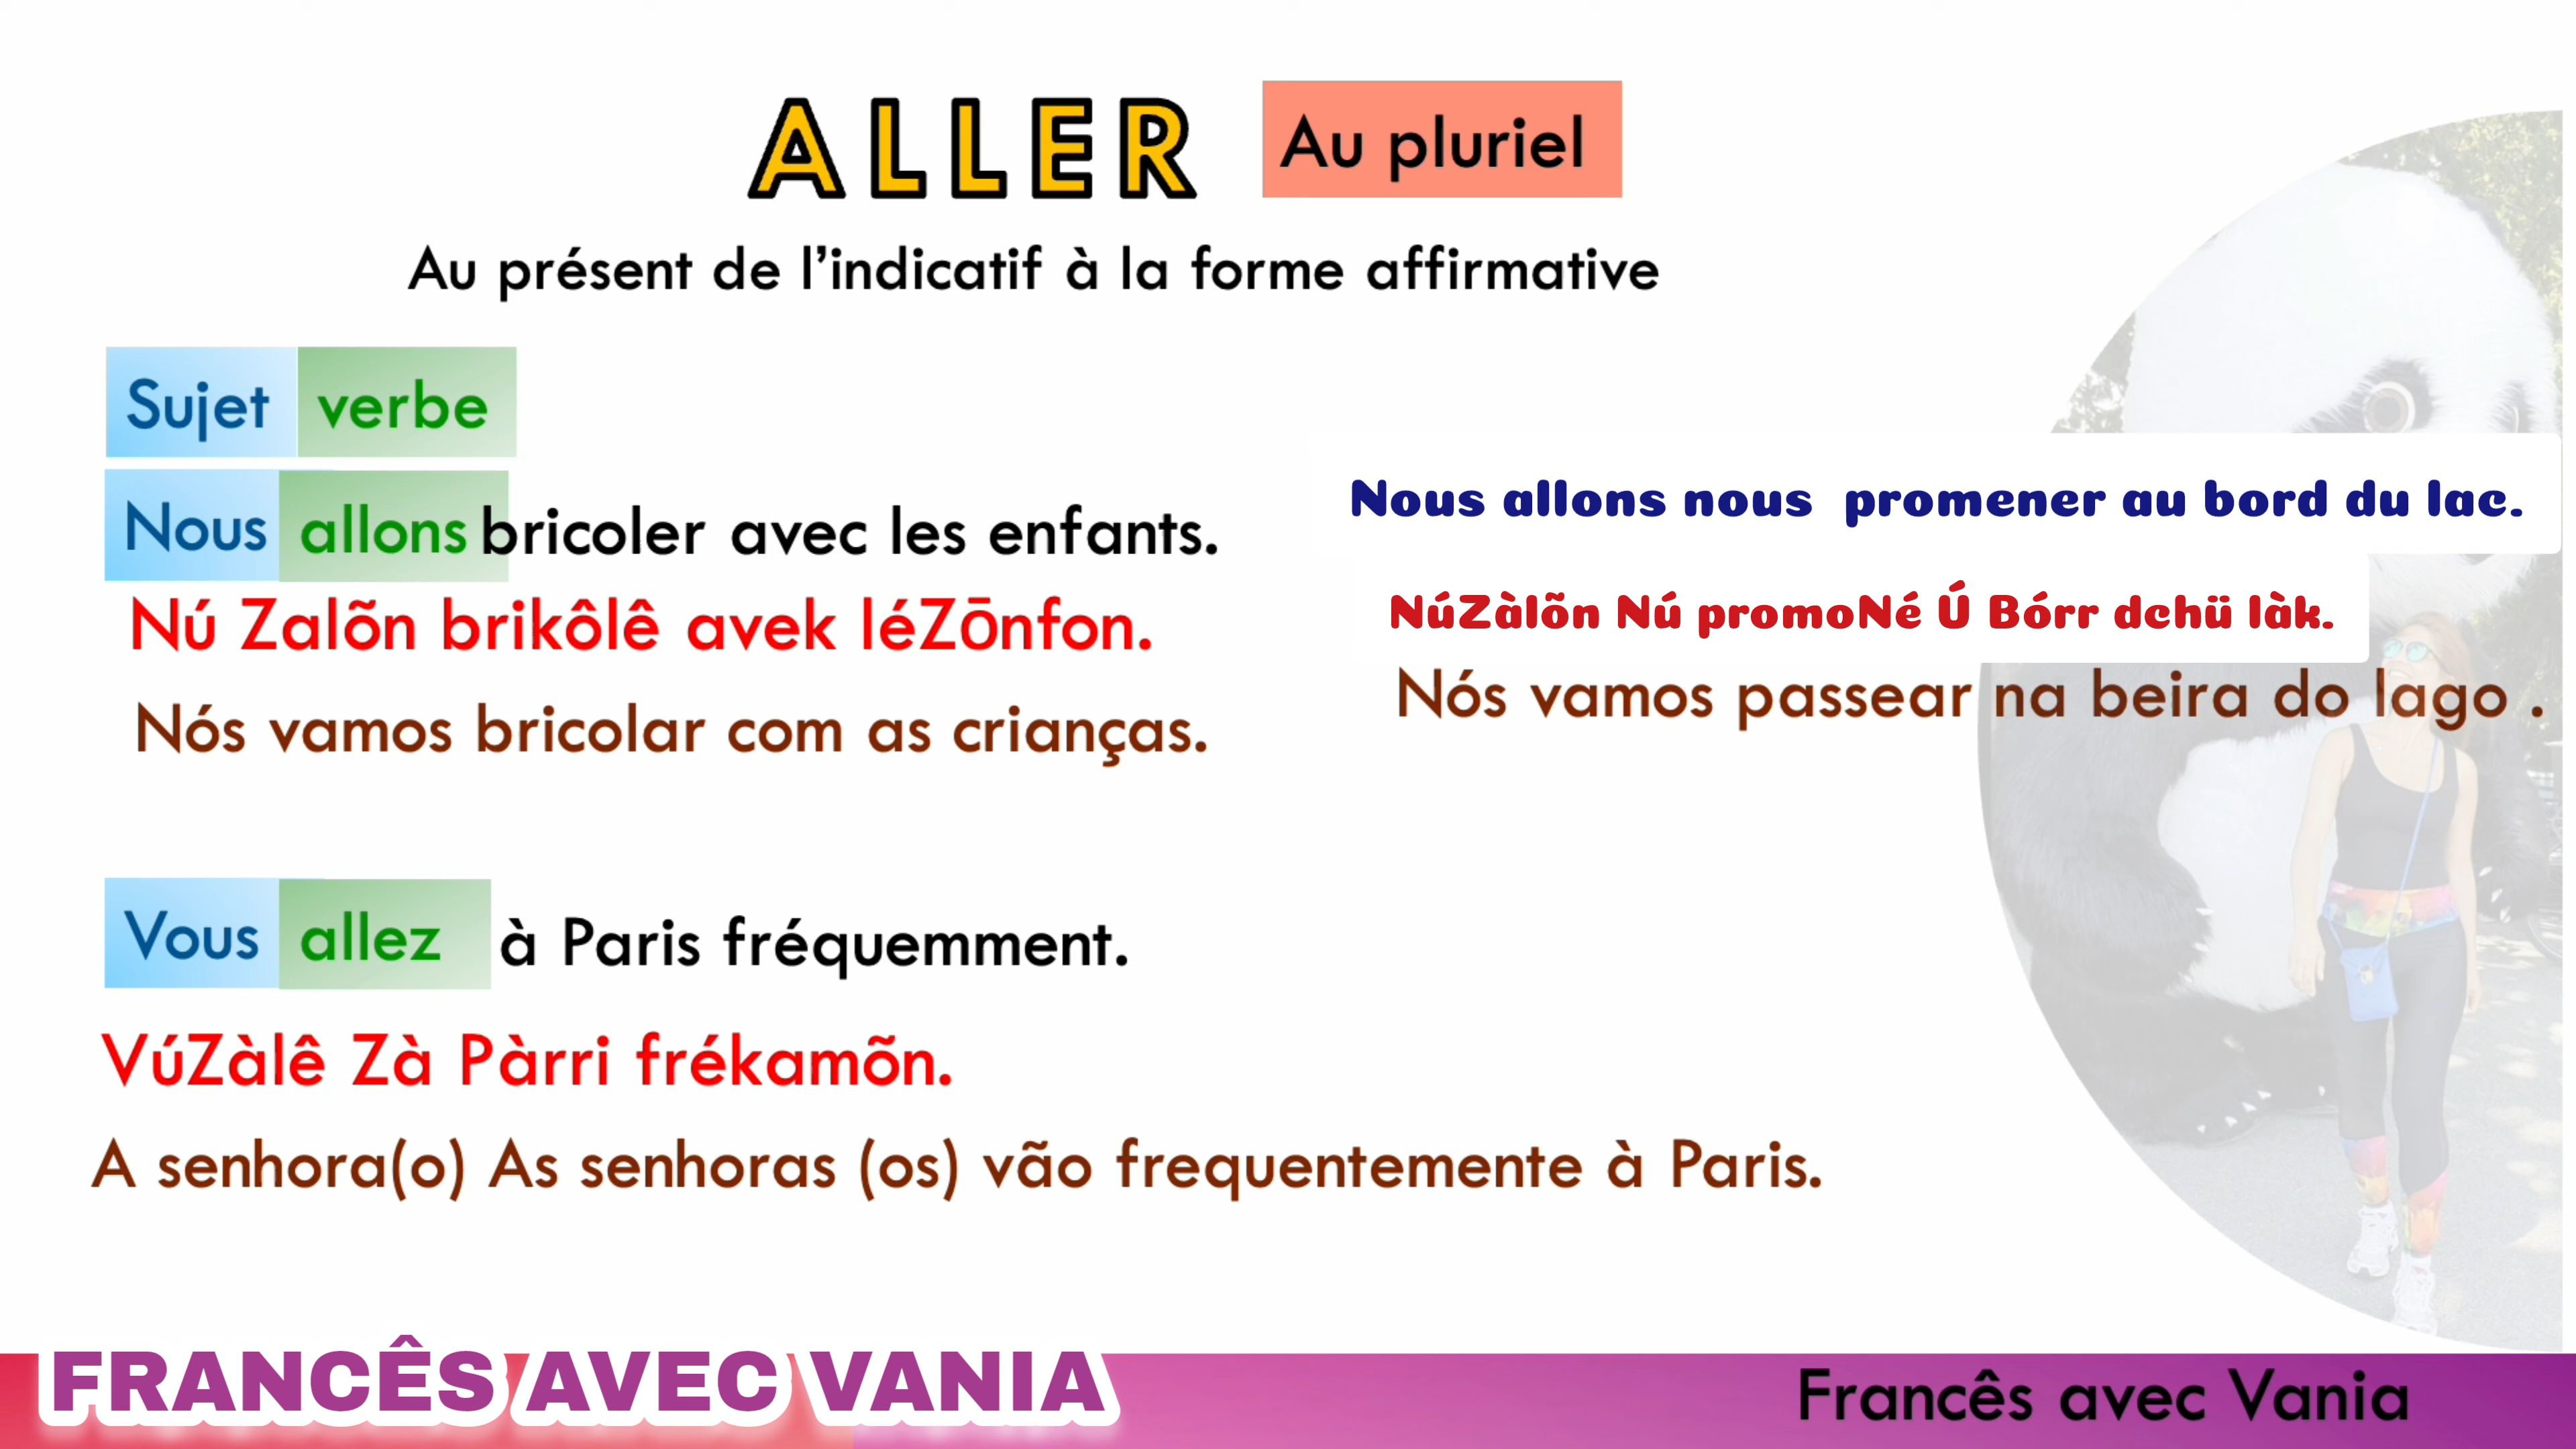 ALLER Au pluriel
Au présent de l'indicatif à la forme affirmative
Sujet verbe
Nous allons bricoler avec les enfants.
Nú Zalõn brikôlê avek léZōnfon.
Nós vamos bricolar com as crianças.
Nous allons nous promener au bord du lac.
NúZàlõn Nú promoNé Ú Bórr dchü làk.
Nós vamos passear na beira do lago .
Vous allez à Paris fréquemment.
VúZàlê Zà Pàrri frékamõn.
A senhora(o) As senhoras (os) vão frequentemente à Paris.
FRANCÊS AVEC VANIA
Francês avec Vania